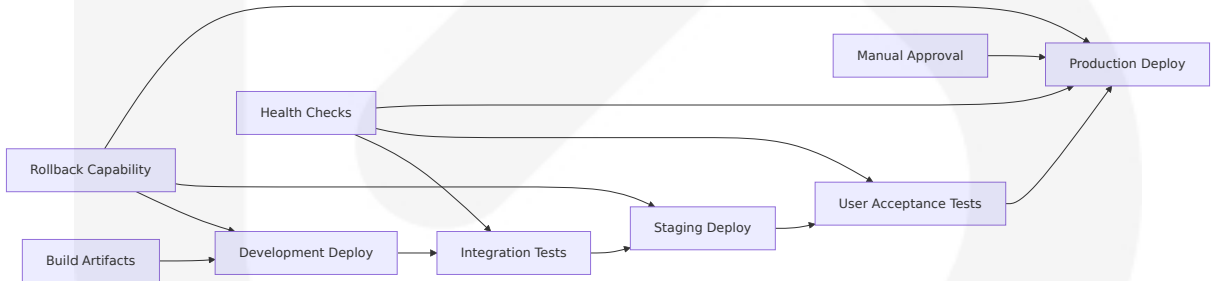 Manual Approval
Production Deploy
Health Checks
Rollback Capability
User Acceptance Tests
Staging Deploy
Development Deploy
Integration Tests
Build Artifacts